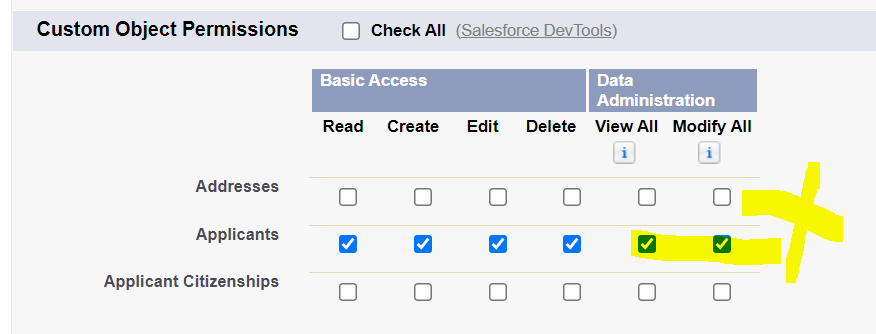 Custom Object Permissions Check All (Salesforce DevTools)
Basic Access Data Administration
Read Create Edit Delete View All Modify All
i i
Addresses
Applicants
Applicant Citizenships